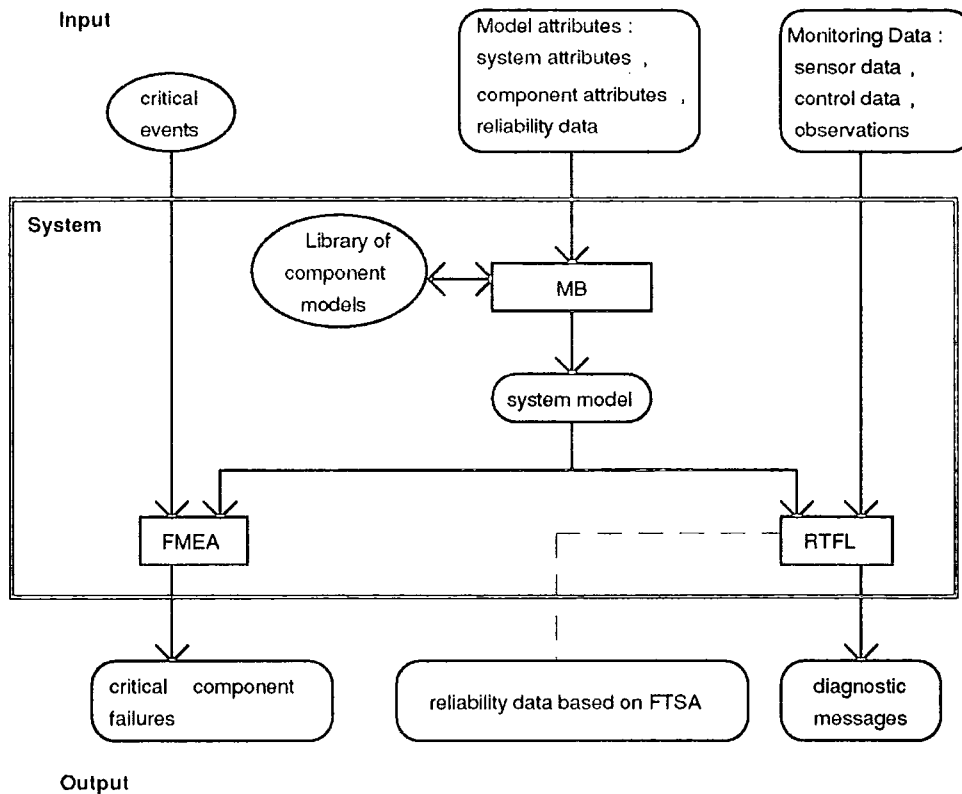 Input
critical
events
Model attributes :
system attributes ,
component attributes ,
reliability data
Monitoring Data :
sensor data ,
control data ,
observations
System
Library of
component
models
MB
system model
FMEA
RTFL
critical component
failures
reliability data based on FTSA
diagnostic
messages
Output